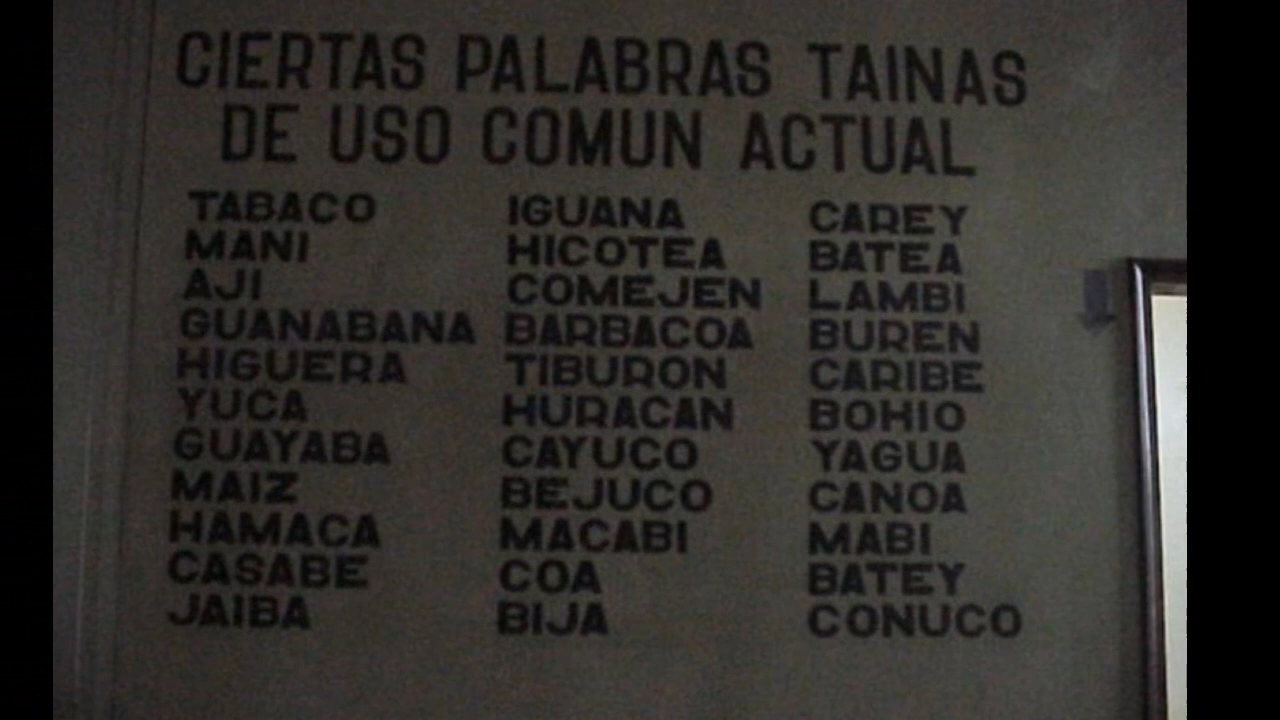 CIERTAS PALABRAS TAINAS
DE USO COMUN ACTUAL
TABACO
MANI
AJI
GUANABANA
HIGUERA
YUCA
GUAYABA
MAIZ
HAMACA
CASABE
JAIBA
IGUANA
HICOTEA
COMEJEN
BARBACOA
TIBURON
HURACAN
CAYUCO
BEJUCO
MACABI
COA
BIJA
CAREY
BATEA
LAMBI
BUREN
CARIBE
BOHIO
YAGUA
CANOA
MABI
BATEY
CONUCO